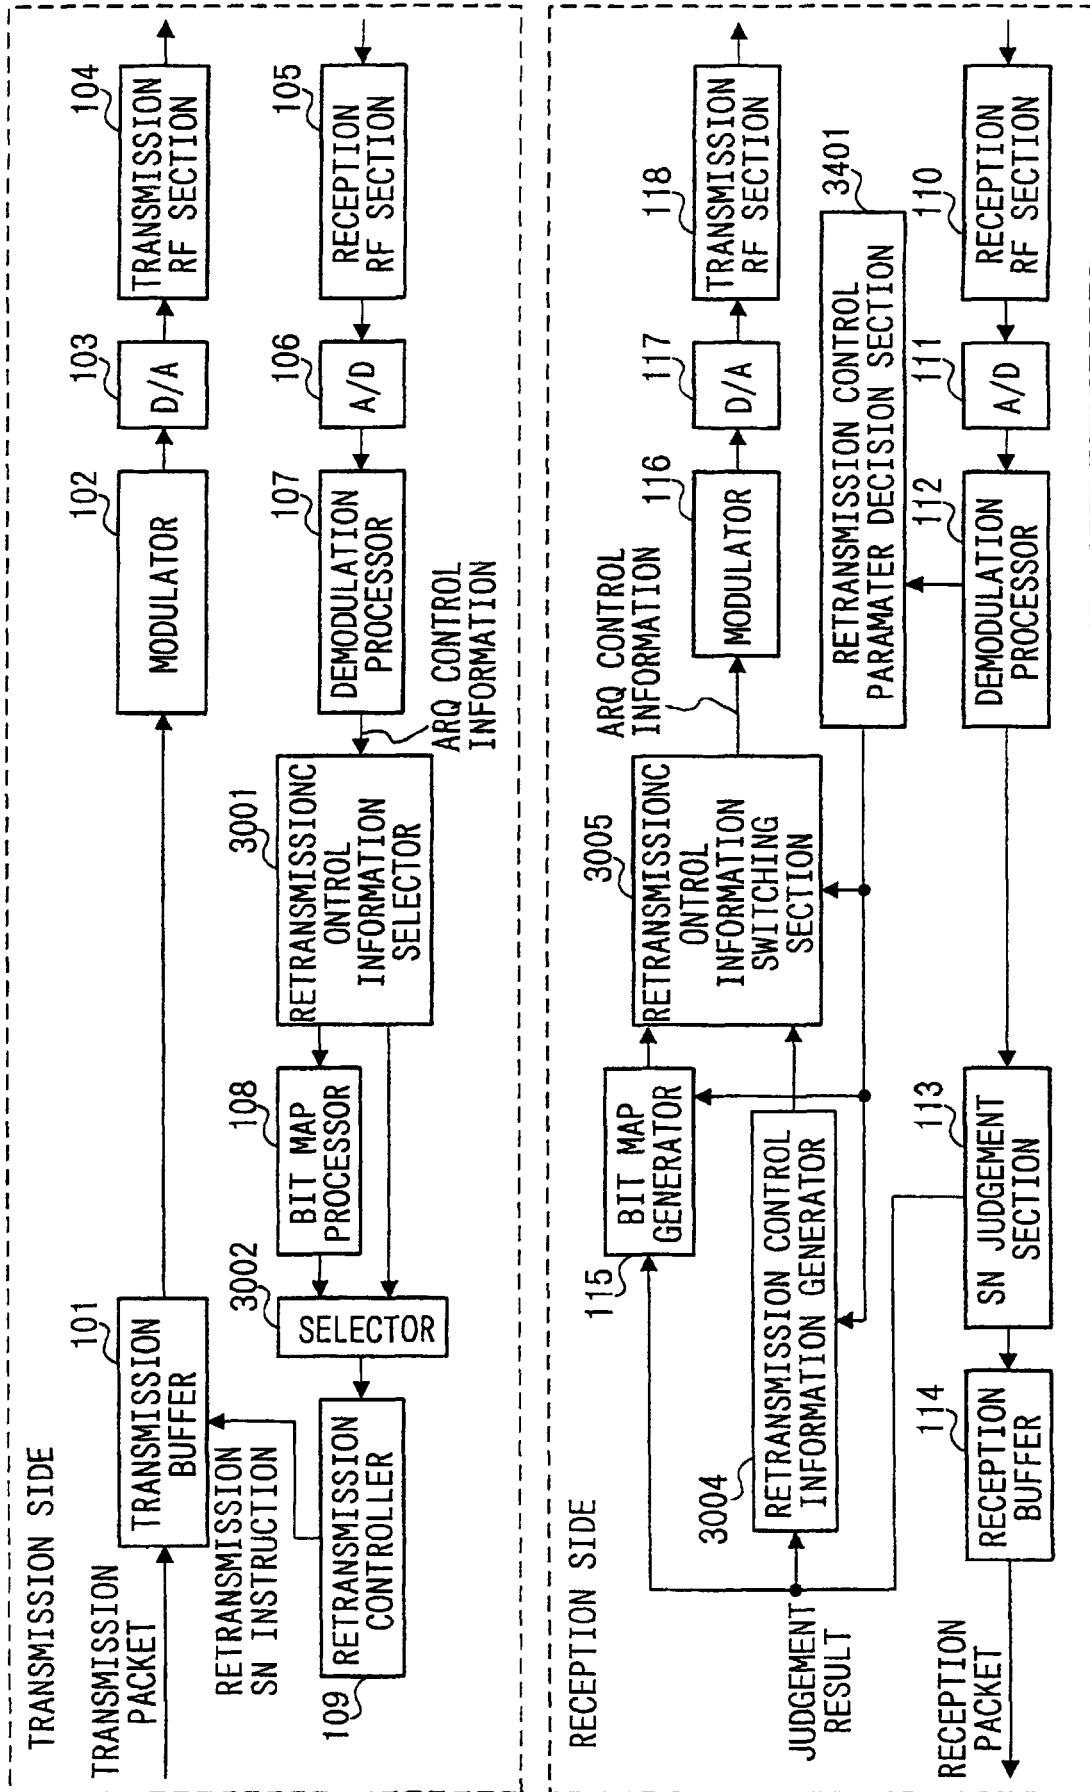 TRANSMISSION SIDE
TRANSMISSION
PACKET
101
TRANSMISSION
BUFFER
102
MODULATOR
103
D/A
104
TRANSMISSION
RF SECTION
RETRANSMISSION
SN INSTRUCTION
109
RETRANSMISSION
CONTROLLER
3002
SELECTOR
108
BIT MAP
PROCESSOR
3001
RETRANSMISSIONC
ONTROL
INFORMATION
SELECTOR
ARQ CONTROL
INFORMATION
107
DEMODULATION
PROCESSOR
106
A/D
105
RECEPTION
RF SECTION
RECEPTION SIDE
JUDGEMENT
RESULT
115
BIT MAP
GENERATOR
3004
RETRANSMISSION CONTROL
INFORMATION GENERATOR
3005
RETRANSMISSIONC
ONTROL
INFORMATION
SWITCHING
SECTION
ARQ CONTROL
INFORMATION
116
MODULATOR
117
D/A
118
TRANSMISSION
RF SECTION
3401
RETRANSMISSION CONTROL
PARAMATER DECISION SECTION
RECEPTION
PACKET
114
RECEPTION
BUFFER
113
SN JUDGEMENT
SECTION
112
DEMODULATION
PROCESSOR
111
A/D
110
RECEPTION
RF SECTION